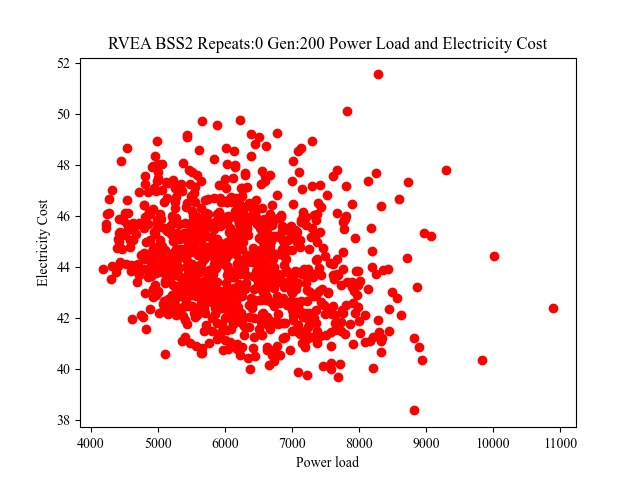 RVEA BSS2 Repeats:0 Gen:200 Power Load and Electricity Cost
52
50
48
46
44
42
40
38
Electricity Cost
4000 5000 6000 7000 8000 9000 10000 11000
Power load